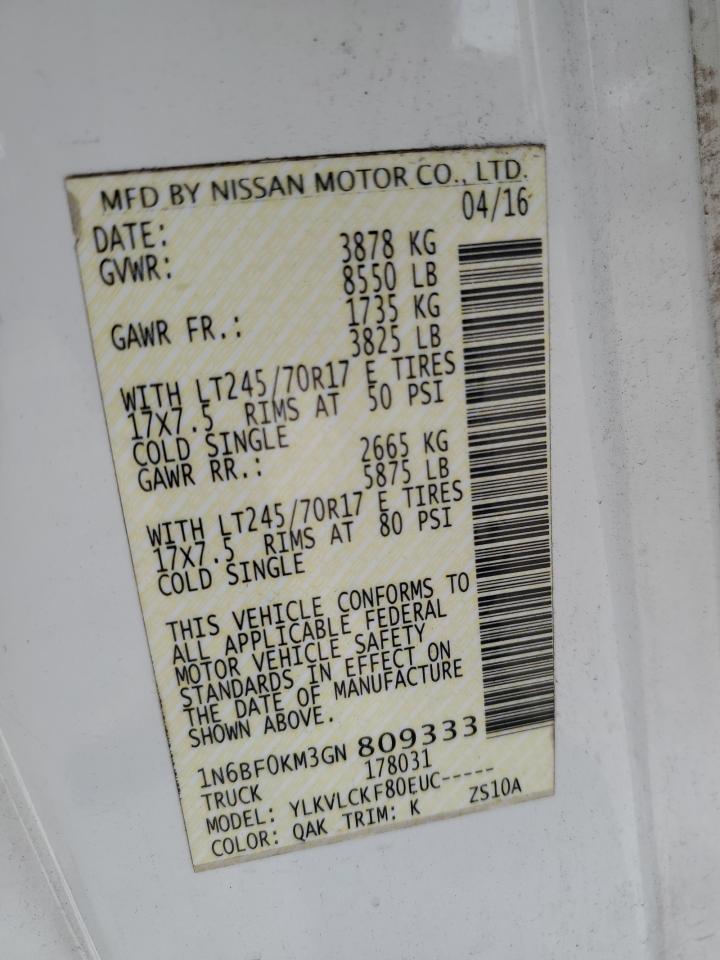 MFD BY NISSAN MOTOR CO., LTD.
DATE: 04/16
GVWR: 3878 KG
8550 LB
GAWR FR.: 1735 KG
3825 LB
WITH LT245/70R17 E TIRES
17X7.5 RIMS AT 50 PSI
COLD SINGLE
GAWR RR.: 2665 KG
5875 LB
WITH LT245/70R17 E TIRES
17X7.5 RIMS AT 80 PSI
COLD SINGLE
THIS VEHICLE CONFORMS TO
ALL APPLICABLE FEDERAL
MOTOR VEHICLE SAFETY
STANDARDS IN EFFECT ON
THE DATE OF MANUFACTURE
SHOWN ABOVE.
1N6BF0KM3GN 809333
TRUCK 178031
MODEL: YLKVLCKF80EUC-----
COLOR: QAK TRIM: K ZS10A